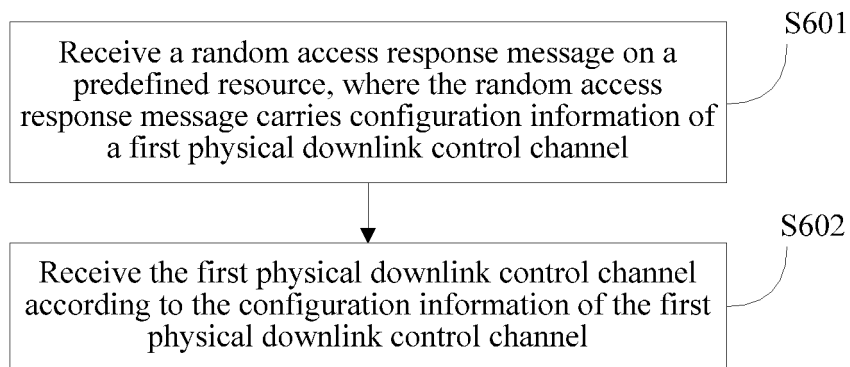 S601
Receive a random access response message on a
predefined resource, where the random access
response message carries configuration information of
a first physical downlink control channel
S602
Receive the first physical downlink control channel
according to the configuration information of the first
physical downlink control channel